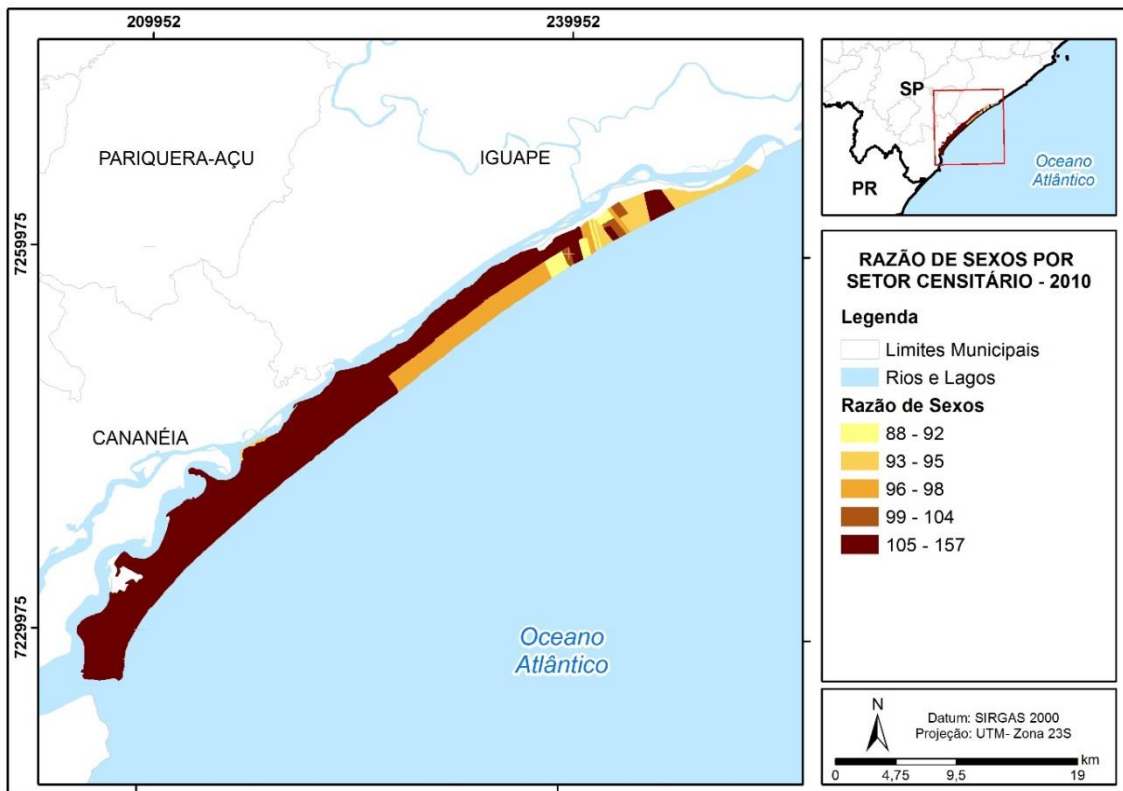 209952
239952
7259975
7229975
PARIQUERA-AÇU
IGUAPE
CANANÉIA
Oceano
Atlântico
SP
PR
Oceano
Atlântico
RAZÃO DE SEXOS POR
SETOR CENSITÁRIO - 2010
Legenda
Limites Municipais
Rios e Lagos
Razão de Sexos
88 - 92
93 - 95
96 - 98
99 - 104
105 - 157
N
Datum: SIRGAS 2000
Projeção: UTM- Zona 23S
km
0 4,75 9,5 19